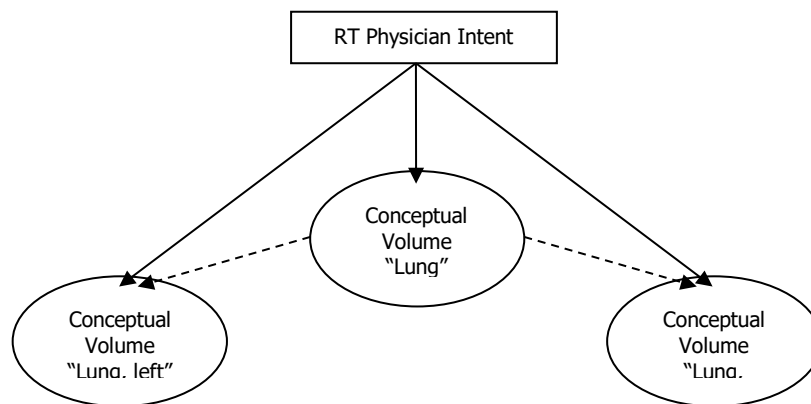 RT Physician Intent
Conceptual
Volume
“Lung”
Conceptual
Volume
“Lung, left”
Conceptual
Volume
“Lung,